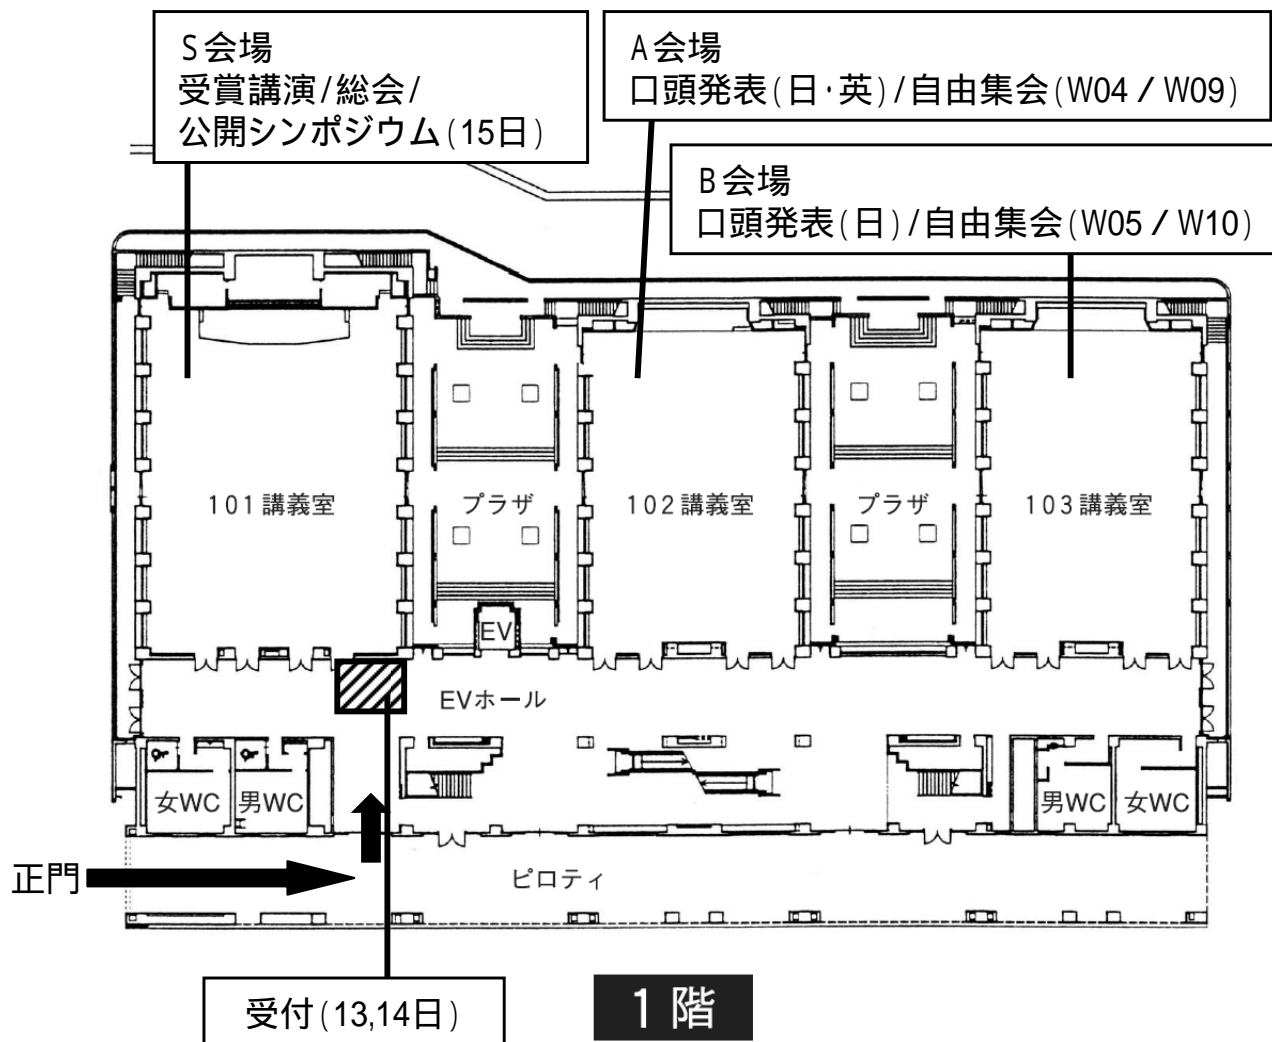 S会場
受賞講演/総会/
公開シンポジウム(15日)
A会場
口頭発表(日・英)/自由集会(W04/W09)
B会場
口頭発表(日)/自由集会(W05/W10)
101講義室
プラザ
102講義室
プラザ
103講義室
EV
EVホール
女WC
男WC
男WC
女WC
正門
ピロティ
受付(13,14日)
1階